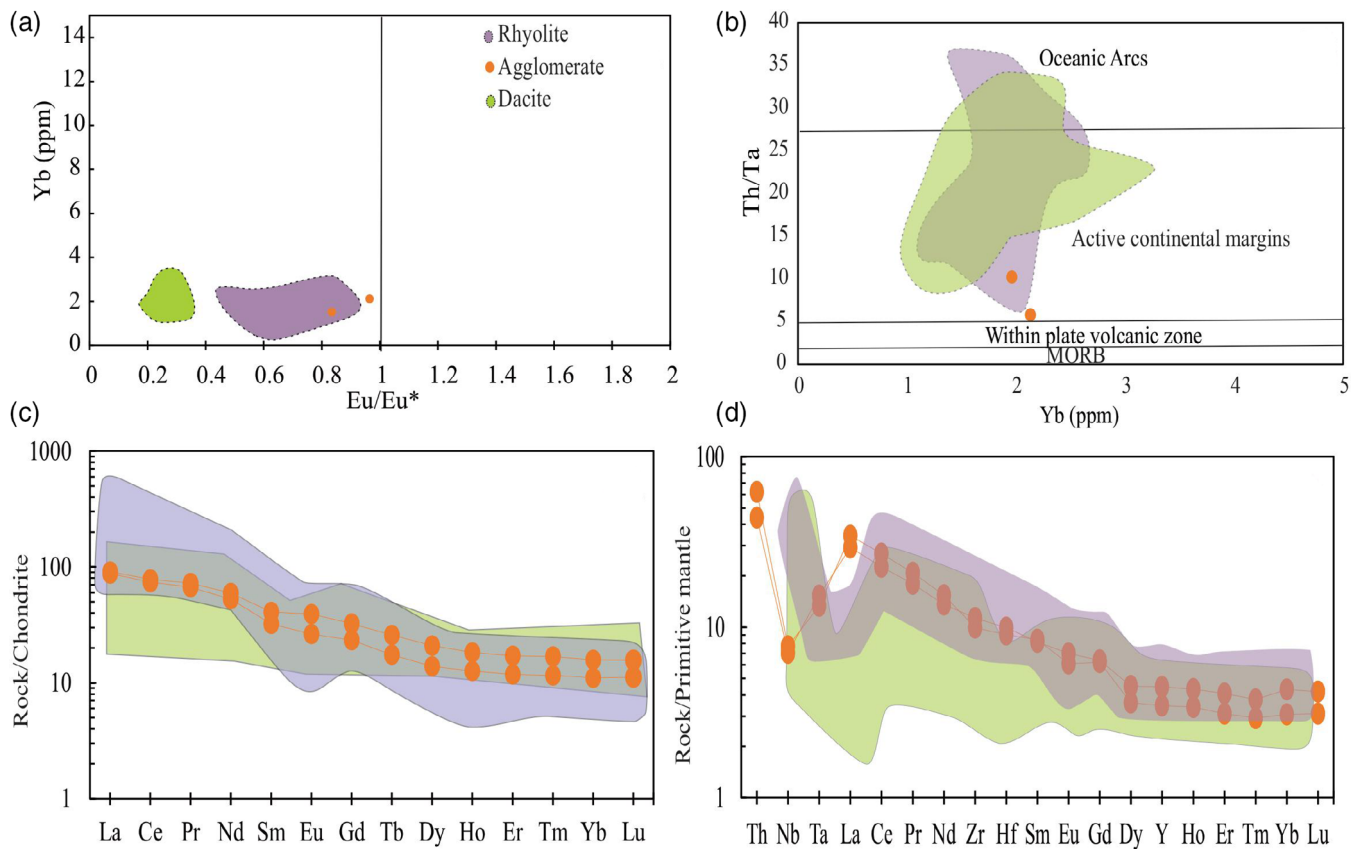 (a)
14
12
10
8
6
4
2
0
Yb (ppm)
Rhyolite
Agglomerate
Dacite
0 0.2 0.4 0.6 0.8 1 1.2 1.4 1.6 1.8 2
Eu/Eu*
(b)
40
35
30
25
20
15
10
5
0
Th/Ta
Oceanic Arcs
Active continental margins
Within plate volcanic zone
MORB
0 1 2 3 4 5
Yb (ppm)
(c)
1000
100
10
1
Rock/Chondrite
La Ce Pr Nd Sm Eu Gd Tb Dy Ho Er Tm Yb Lu
(d)
100
10
1
Rock/Primitive mantle
Th Nb Ta La Ce Pr Nd Zr Hf Sm Eu Gd Dy Y Ho Er Tm Yb Lu